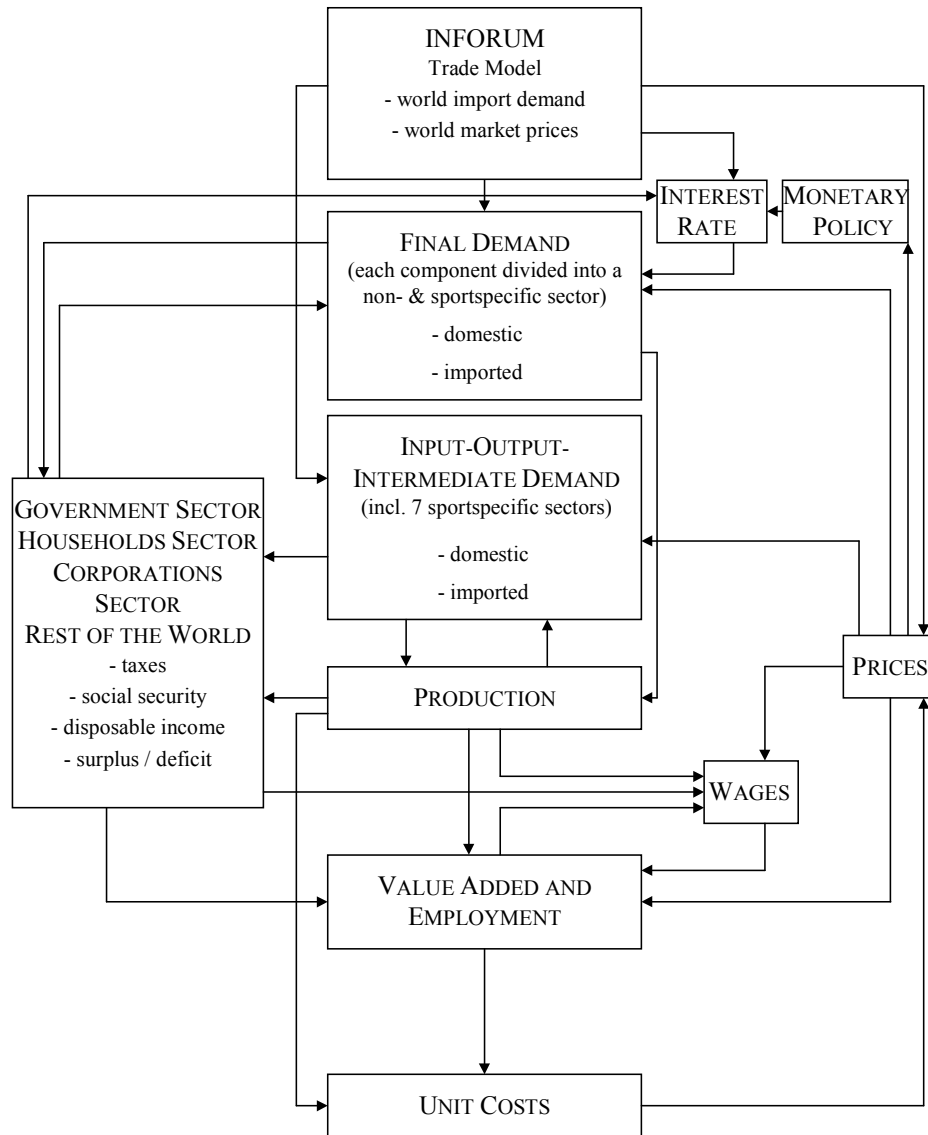 INFORUM
Trade Model
- world import demand
- world market prices
INTEREST
RATE
MONETARY
POLICY
FINAL DEMAND
(each component divided into a
non- & sportspecific sector)
- domestic
- imported
INPUT-OUTPUT-
INTERMEDIATE DEMAND
(incl. 7 sportspecific sectors)
- domestic
- imported
GOVERNMENT SECTOR
HOUSEHOLDS SECTOR
CORPORATIONS
SECTOR
REST OF THE WORLD
- taxes
- social security
- disposable income
- surplus / deficit
PRICES
PRODUCTION
WAGES
VALUE ADDED AND
EMPLOYMENT
UNIT COSTS